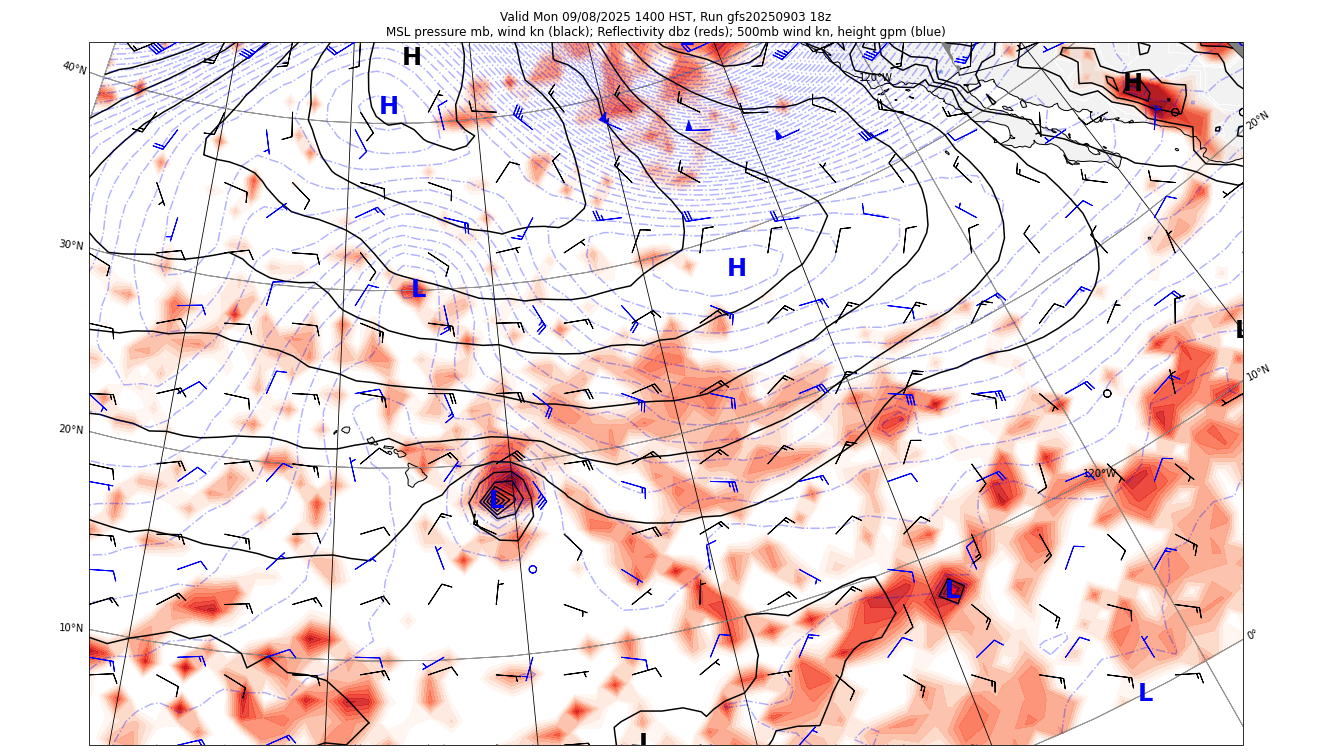 Valid Mon 09/08/2025 1400 HST, Run gfs20250903 18z
MSL pressure mb, wind kn (black); Reflectivity dbz (reds); 500mb wind kn, height gpm (blue)
H
40°N
120°W
H
H
20°N
30°N
H
L
L
10°N
20°N
120°W
L
L
10°N
0°
L
L